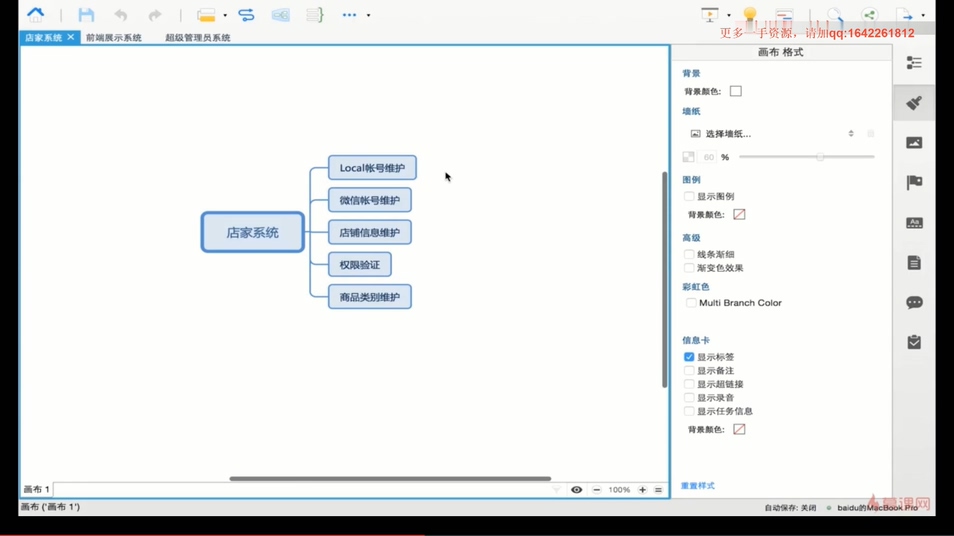 更多一手资源，请加qq:1642261812
店家系统
前端展示系统
超级管理员系统
画布 格式
背景
背景颜色:
墙纸
选择墙纸...
60 %
图例
显示图例
背景颜色:
高级
线条渐细
渐变色效果
彩虹色
Multi Branch Color
信息卡
显示标签
显示备注
显示超链接
显示录音
显示任务信息
背景颜色:
重置样式
店家系统
Local帐号维护
微信帐号维护
店铺信息维护
权限验证
商品类别维护
画布 1
100%
画布 ('画布 1')
自动保存: 关闭
baidu的MacBook Pro
慕课网